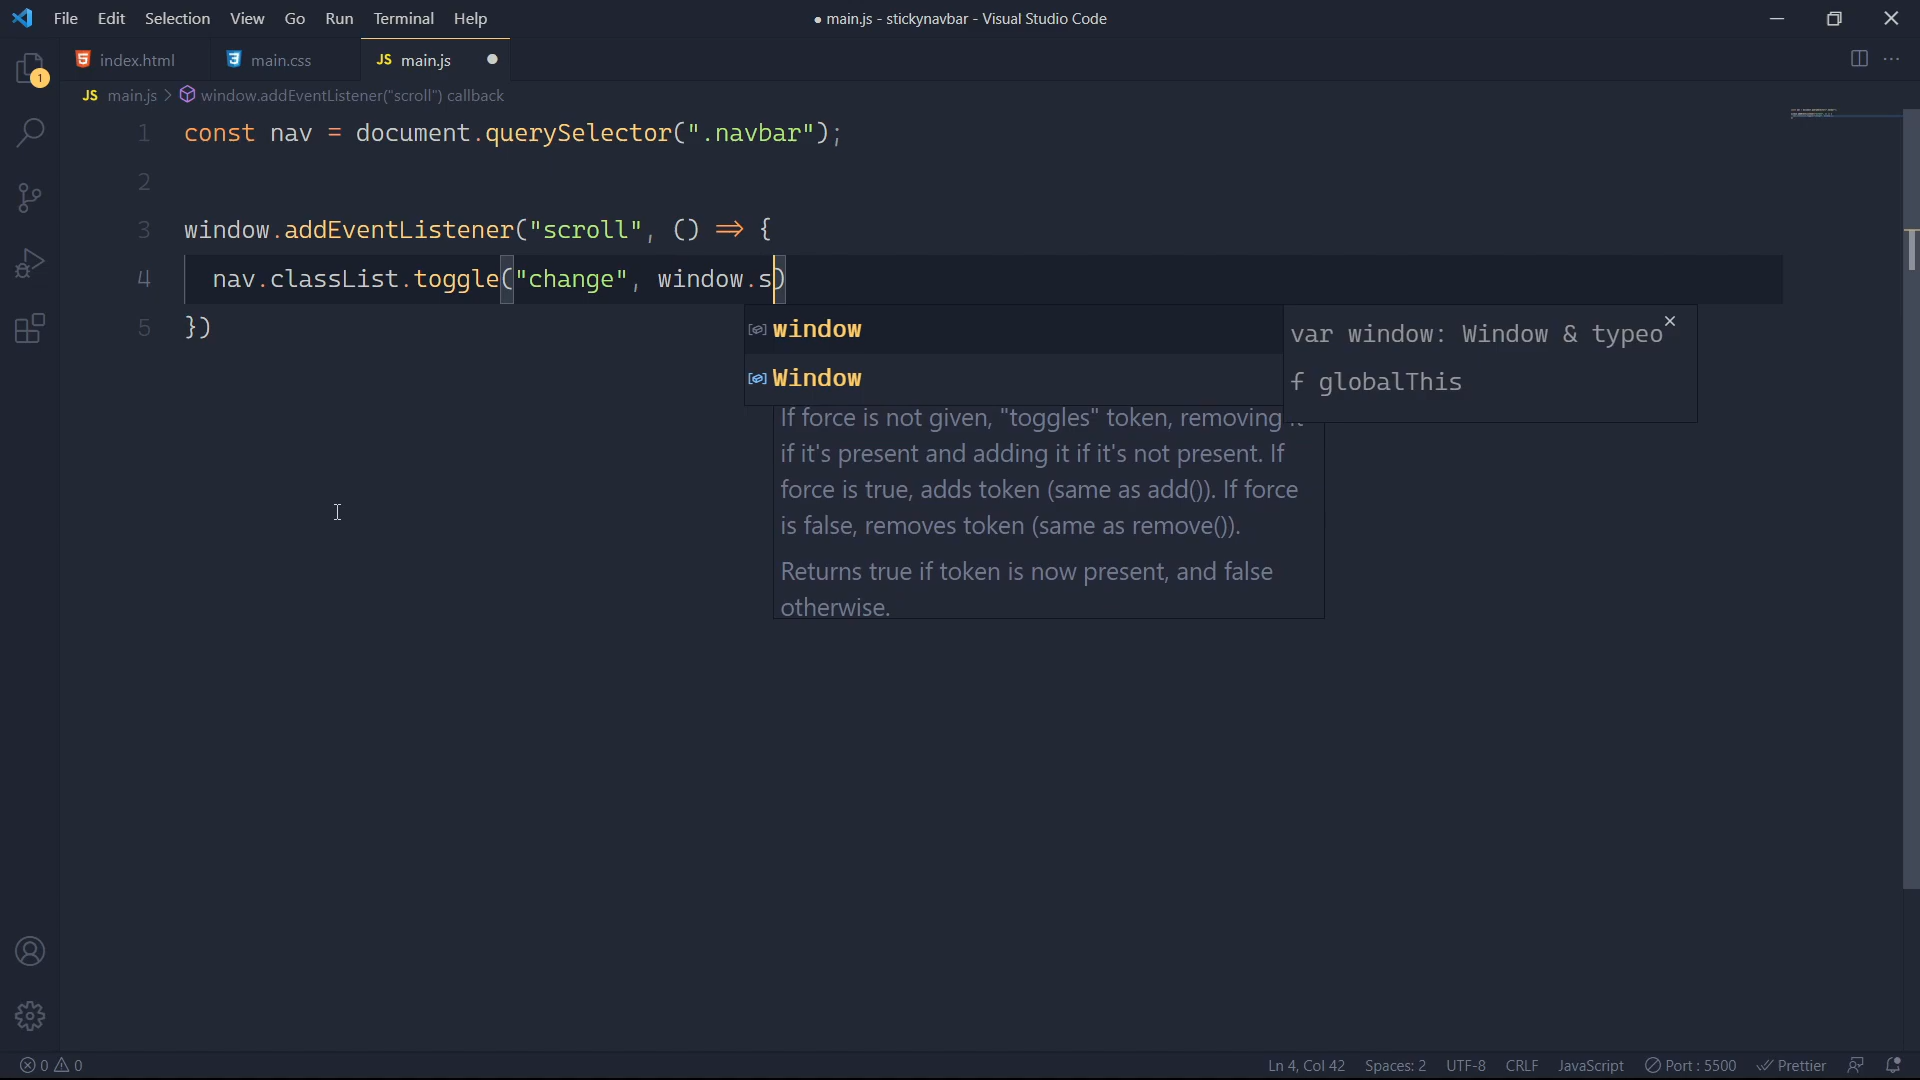 File Edit Selection View Go Run Terminal Help
● main.js - stickynavbar - Visual Studio Code
index.html
main.css
JS main.js ●
1
JS main.js > window.addEventListener("scroll") callback
1 const nav = document.querySelector(".navbar");
2
3 window.addEventListener("scroll", () => {
4 nav.classList.toggle("change", window.s)
5 })
window
Window
var window: Window & typeo
f globalThis
If force is not given, "toggles" token, removing
if it's present and adding it if it's not present. If
force is true, adds token (same as add()). If force
is false, removes token (same as remove()).
Returns true if token is now present, and false
otherwise.
0 0
Ln 4, Col 42 Spaces: 2 UTF-8 CRLF JavaScript Port : 5500 Prettier